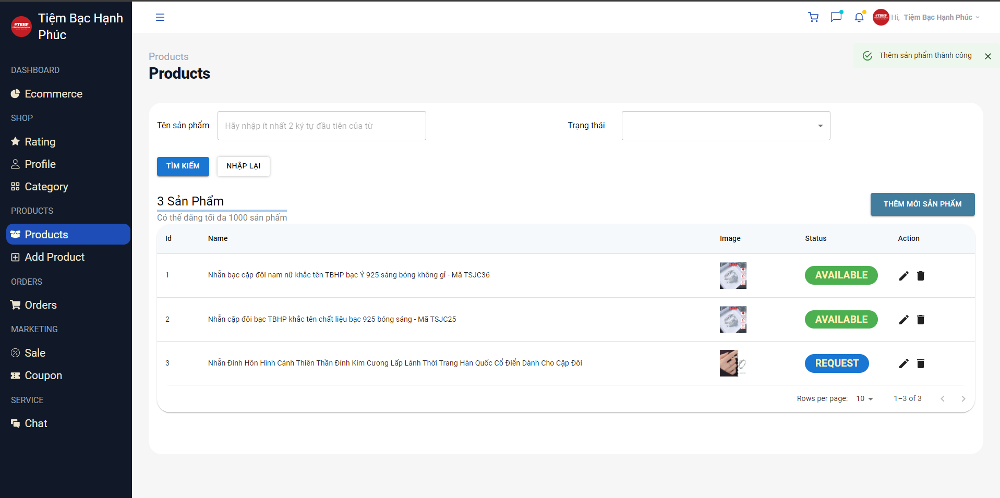 Tiệm Bạc Hạnh Phúc
#TBHP
DASHBOARD
Ecommerce
SHOP
Rating
Profile
Category
PRODUCTS
Products
Add Product
ORDERS
Orders
MARKETING
Sale
Coupon
SERVICE
Chat
#TBHP
Hi, Tiệm Bạc Hạnh Phúc
Products
Products
Thêm sản phẩm thành công
Tên sản phẩm
Hãy nhập ít nhất 2 ký tự đầu tiên của từ
Trạng thái
TÌM KIẾM
NHẬP LẠI
3 Sản Phẩm
Có thể đăng tối đa 1000 sản phẩm
THÊM MỚI SẢN PHẨM
Id Name Image Status Action
1 Nhẫn bạc cặp đôi nam nữ khắc tên TBHP bạc Ý 925 sáng bóng không gỉ - Mã TSJC36 AVAILABLE
2 Nhẫn cặp đôi bạc TBHP khắc tên chất liệu bạc 925 bóng sáng - Mã TSJC25 AVAILABLE
3 Nhẫn Đính Hôn Hình Cánh Thiên Thần Đính Kim Cương Lấp Lánh Thời Trang Hàn Quốc Cổ Điển Dành Cho Cặp Đôi REQUEST
Rows per page: 10 1–3 of 3